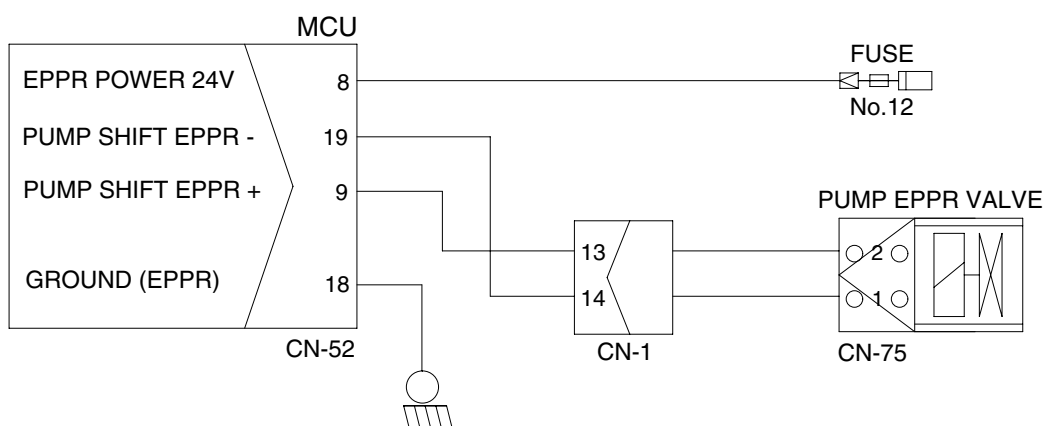 MCU
FUSE
EPPR POWER 24V
8
No.12
PUMP SHIFT EPPR -
19
PUMP SHIFT EPPR +
9
PUMP EPPR VALVE
13
2
GROUND (EPPR)
18
14
1
CN-52
CN-1
CN-75